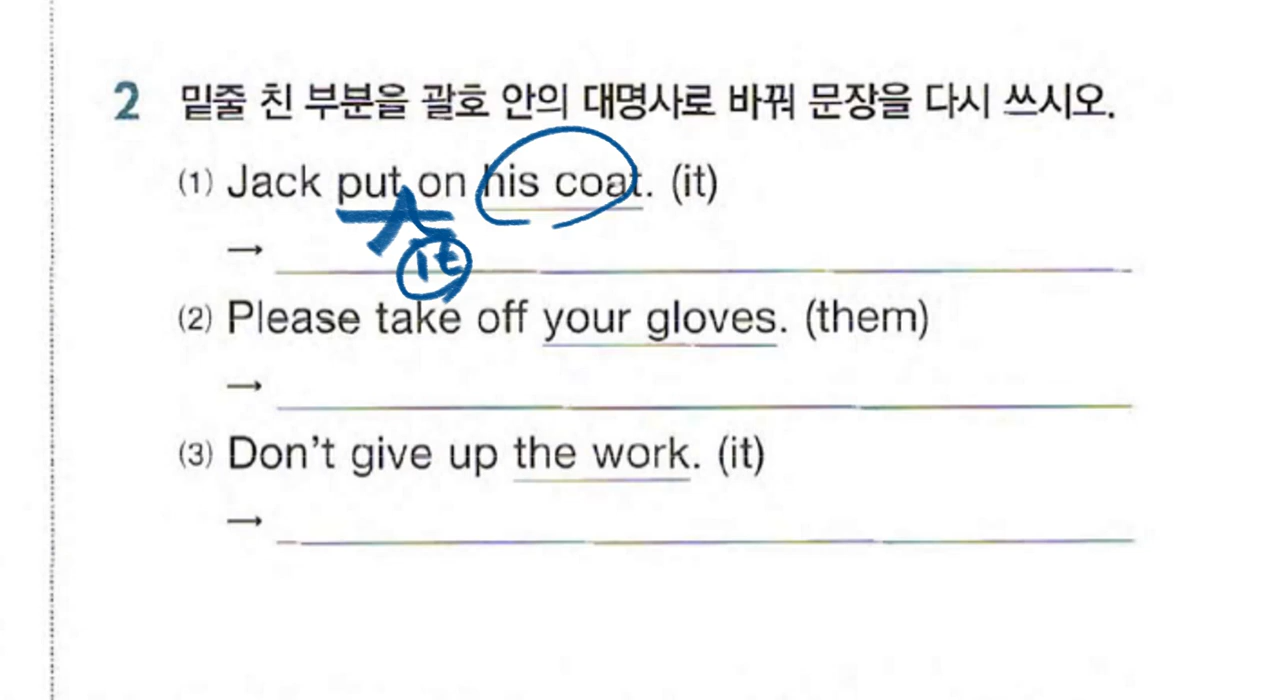 2 밑줄 친 부분을 괄호 안의 대명사로 바꿔 문장을 다시 쓰시오.
(1) Jack put on his coat. (it)
→
it
(2) Please take off your gloves. (them)
→
(3) Don't give up the work. (it)
→